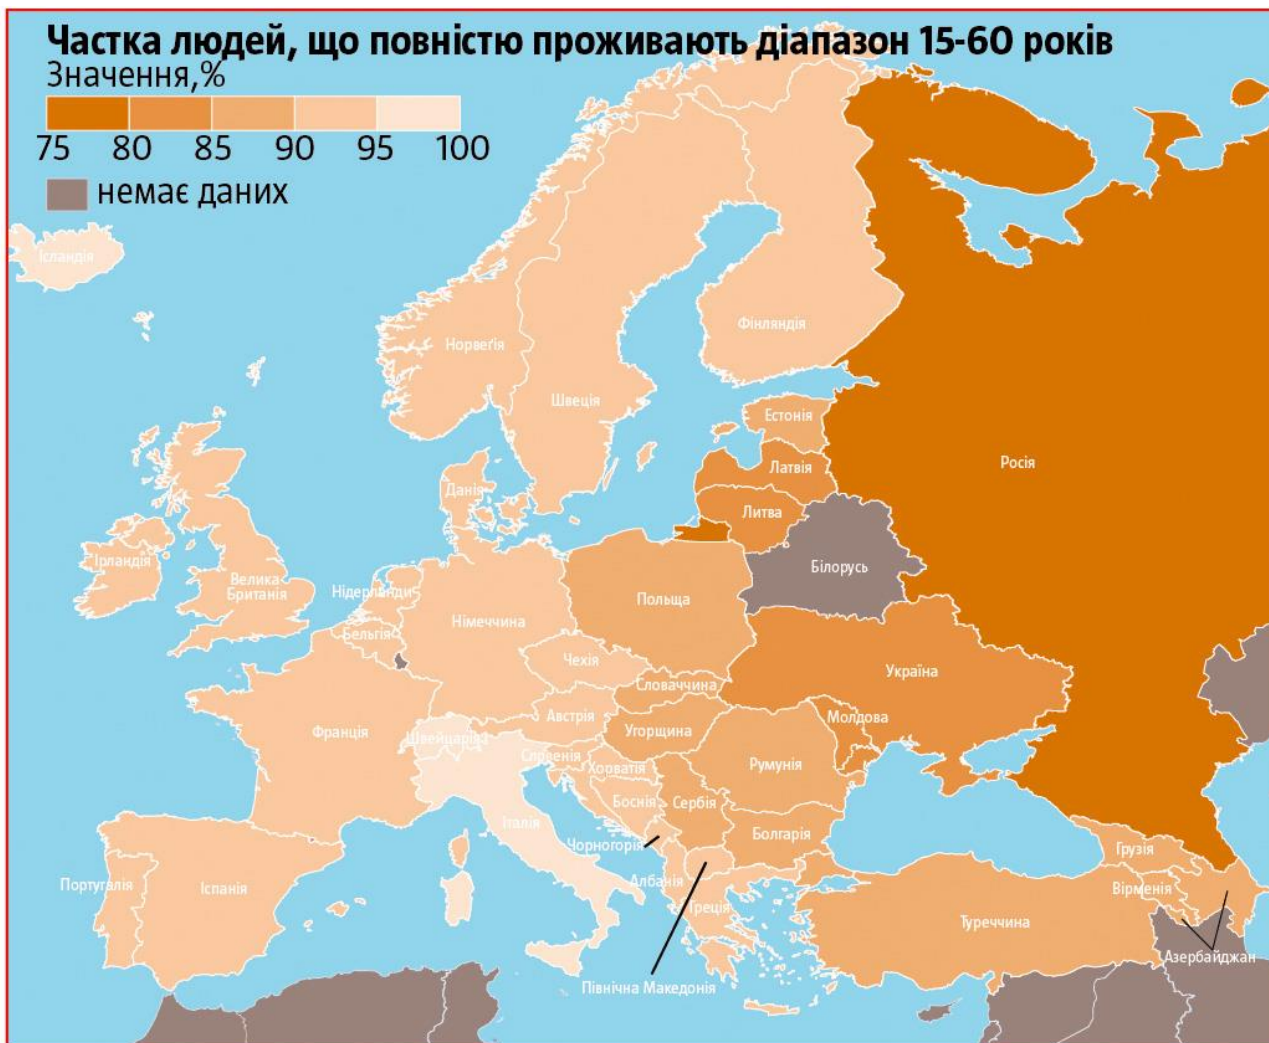 Частка людей, що повністю проживають діапазон 15-60 років
Значення,%
75 80 85 90 95 100
немає даних
Ісландія
Фінляндія
Норвегія
Швеція
Естонія
Росія
Латвія
Данія
Литва
Ірландія
Білорусь
Велика
Британія
Нідерланди
Польща
Німеччина
Бельгія
Чехія
Україна
Словаччина
Австрія
Молдова
Франція
Угорщина
Швейцарія
Словенія
Хорватія
Румунія
Боснія
Сербія
Італія
Болгарія
Чорногорія
Грузія
Албанія
Португалія
Іспанія
Вірменія
Греція
Туреччина
Азербайджан
Північна Македонія